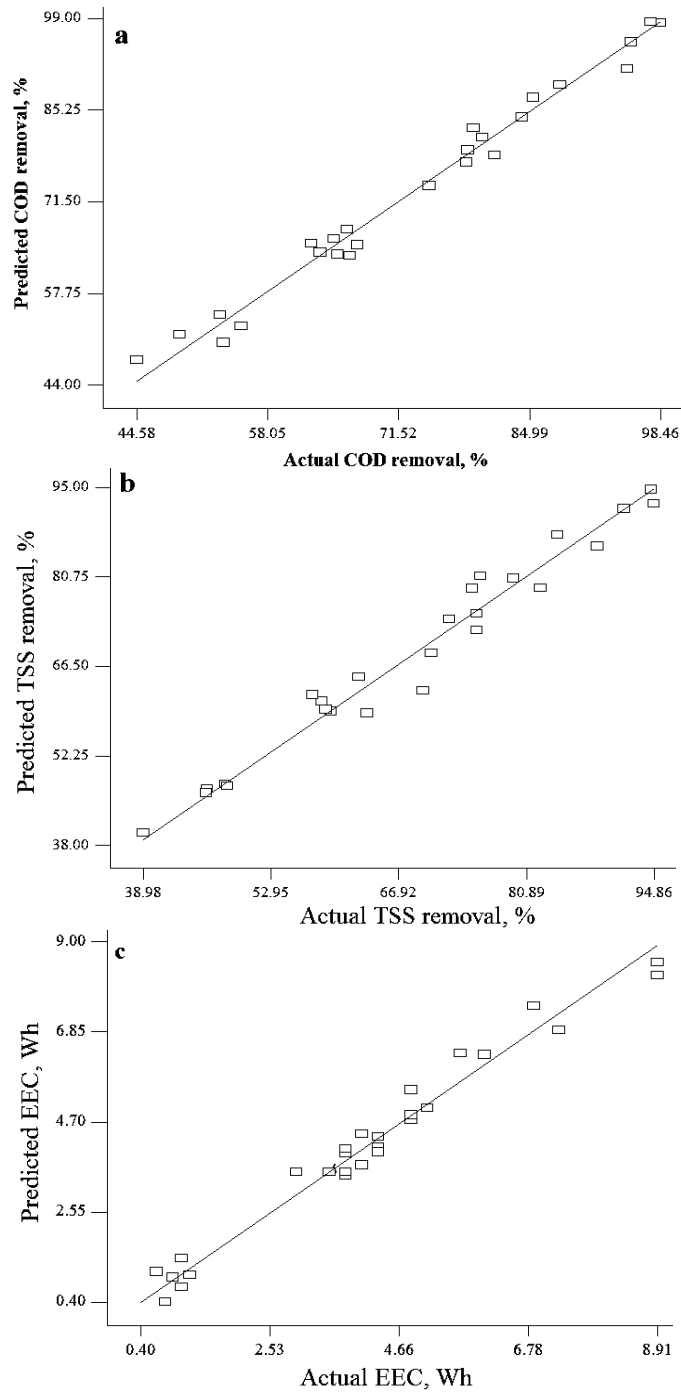 a
Predicted COD removal, %
99.00
85.25
71.50
57.75
44.00
44.58 58.05 71.52 84.99 98.46
Actual COD removal, %
b
Predicted TSS removal, %
95.00
80.75
66.50
52.25
38.00
38.98 52.95 66.92 80.89 94.86
Actual TSS removal, %
c
Predicted EEC, Wh
9.00
6.85
4.70
2.55
0.40
0.40 2.53 4.66 6.78 8.91
Actual EEC, Wh